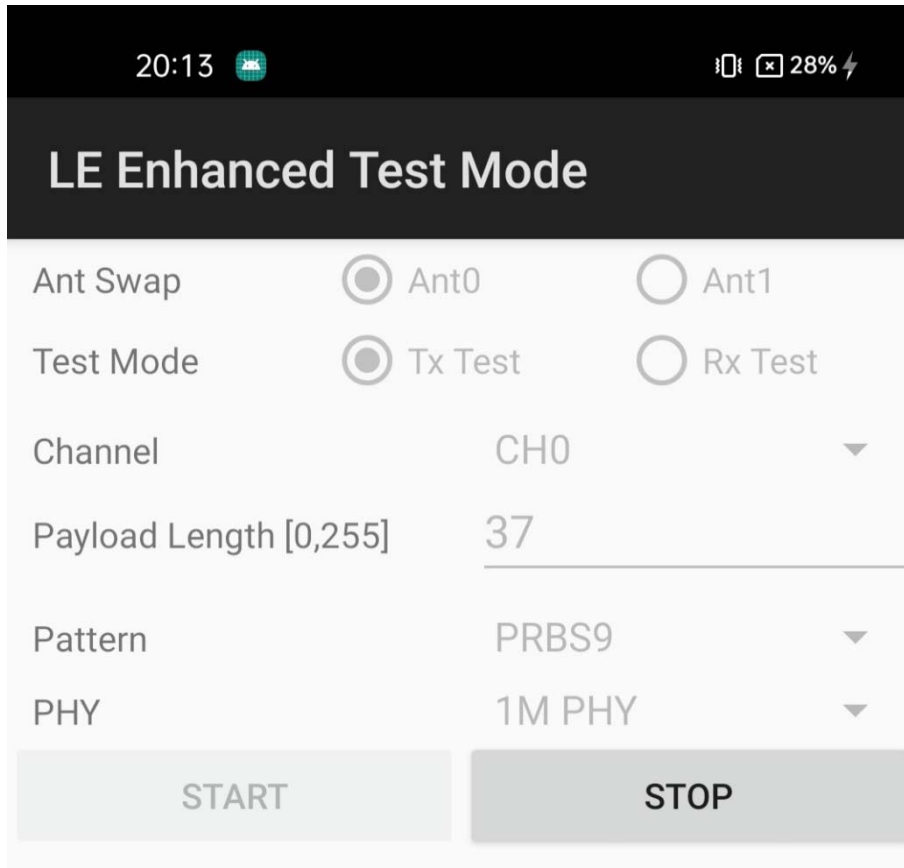 20:13 28%
LE Enhanced Test Mode
Ant Swap Ant0 Ant1
Test Mode Tx Test Rx Test
Channel CH0
Payload Length [0,255] 37
Pattern PRBS9
PHY 1M PHY
START STOP